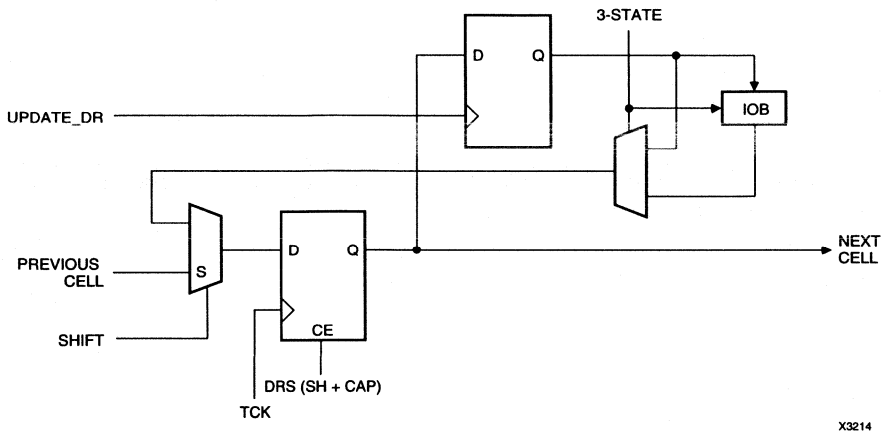 3-STATE
D
Q
IOB
UPDATE_DR
NEXT
CELL
D
Q
PREVIOUS
CELL
S
CE
SHIFT
DRS (SH + CAP)
TCK
X3214